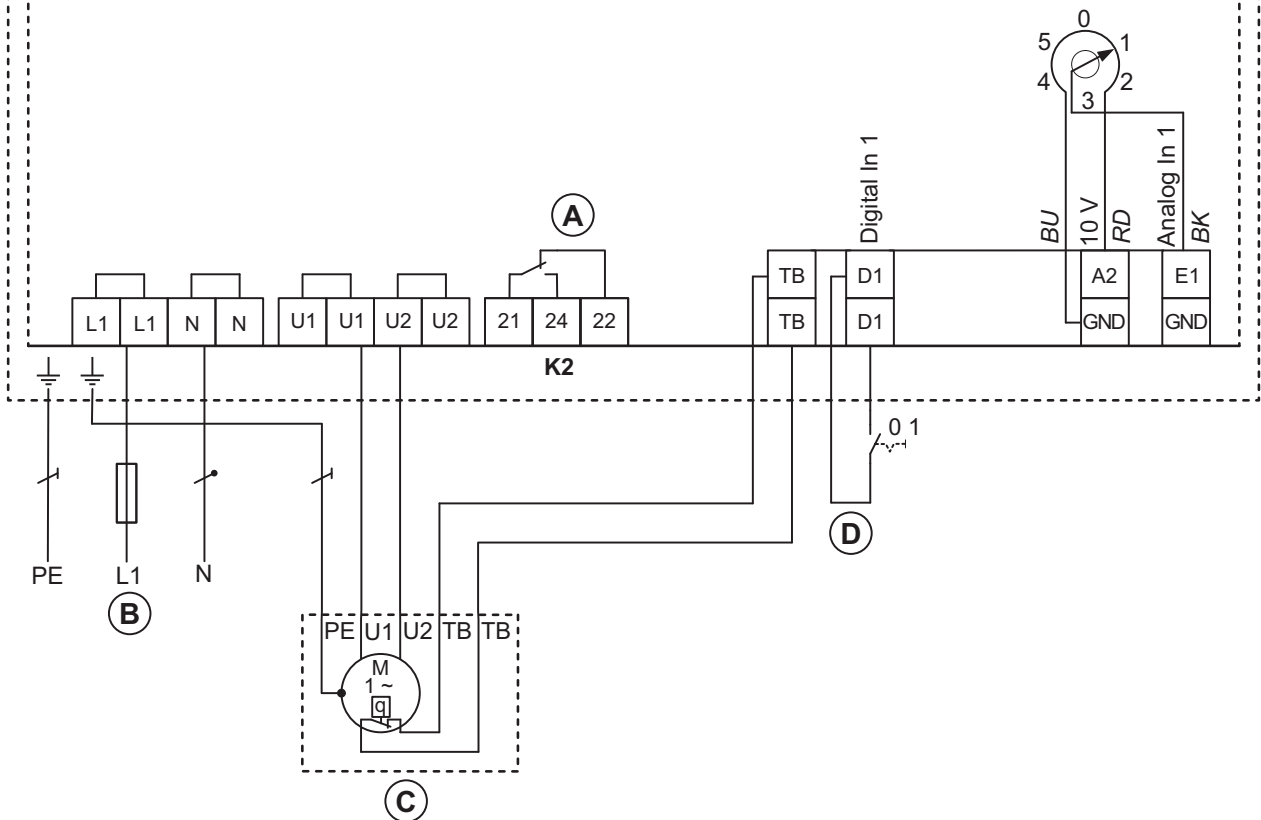 0
5 1
4 2
3
Digital In 1
BU
10 V
RD
Analog In 1
BK
A
TB D1 A2 E1
L1 L1 N N U1 U1 U2 U2 21 24 22 TB D1 GND GND
K2
0 1
D
PE L1 N
B
PE U1 U2 TB TB
M
1 ~
q
C